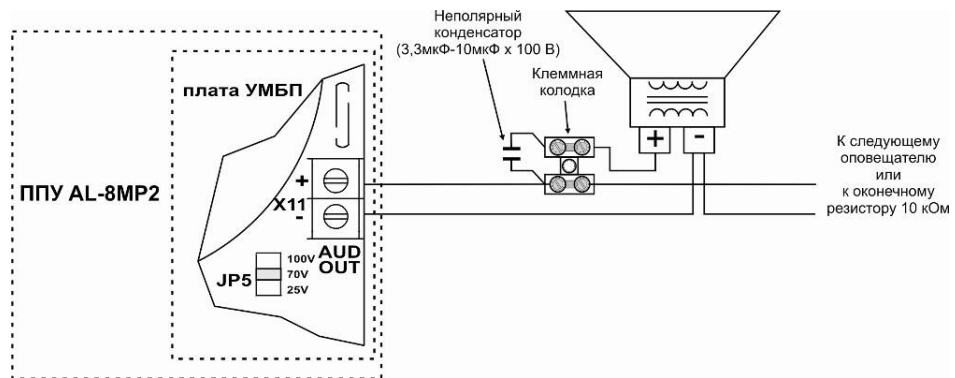 Неполярный
конденсатор
(3,3мкФ-10мкФ x 100 В)
Клеммная
колодка
плата УМБП
ППУ AL-8MP2
+
X11
-
AUD
OUT
JP5
100V
70V
25V
+
-
К следующему
оповещателю
или
к оконечному
резистору 10 кОм